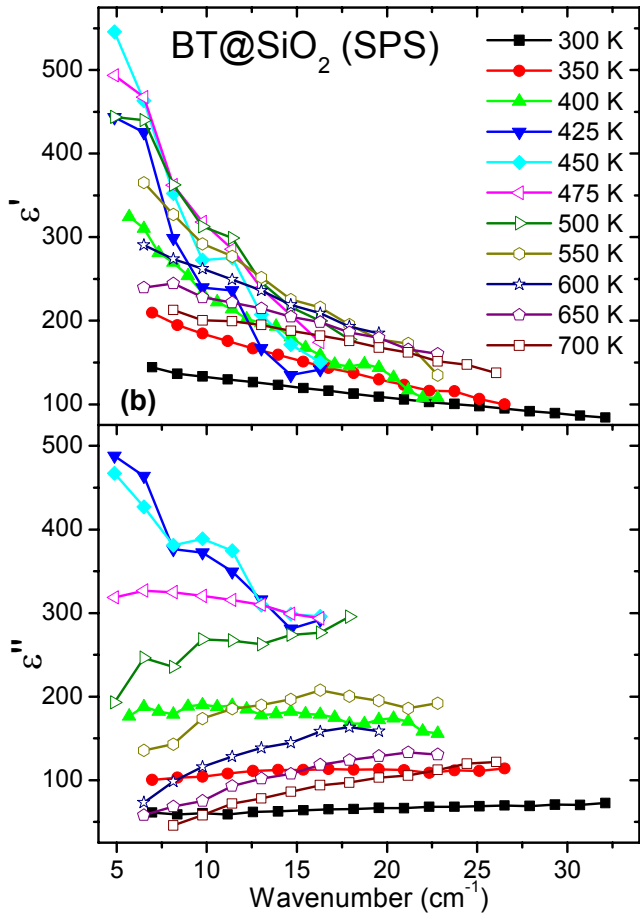 BT@SiO₂ (SPS)
300 K
350 K
400 K
425 K
450 K
475 K
500 K
550 K
600 K
650 K
700 K
500
400
300
200
100
ε'
(b)
500
400
300
200
100
ε''
5 10 15 20 25 30
Wavenumber (cm⁻¹)